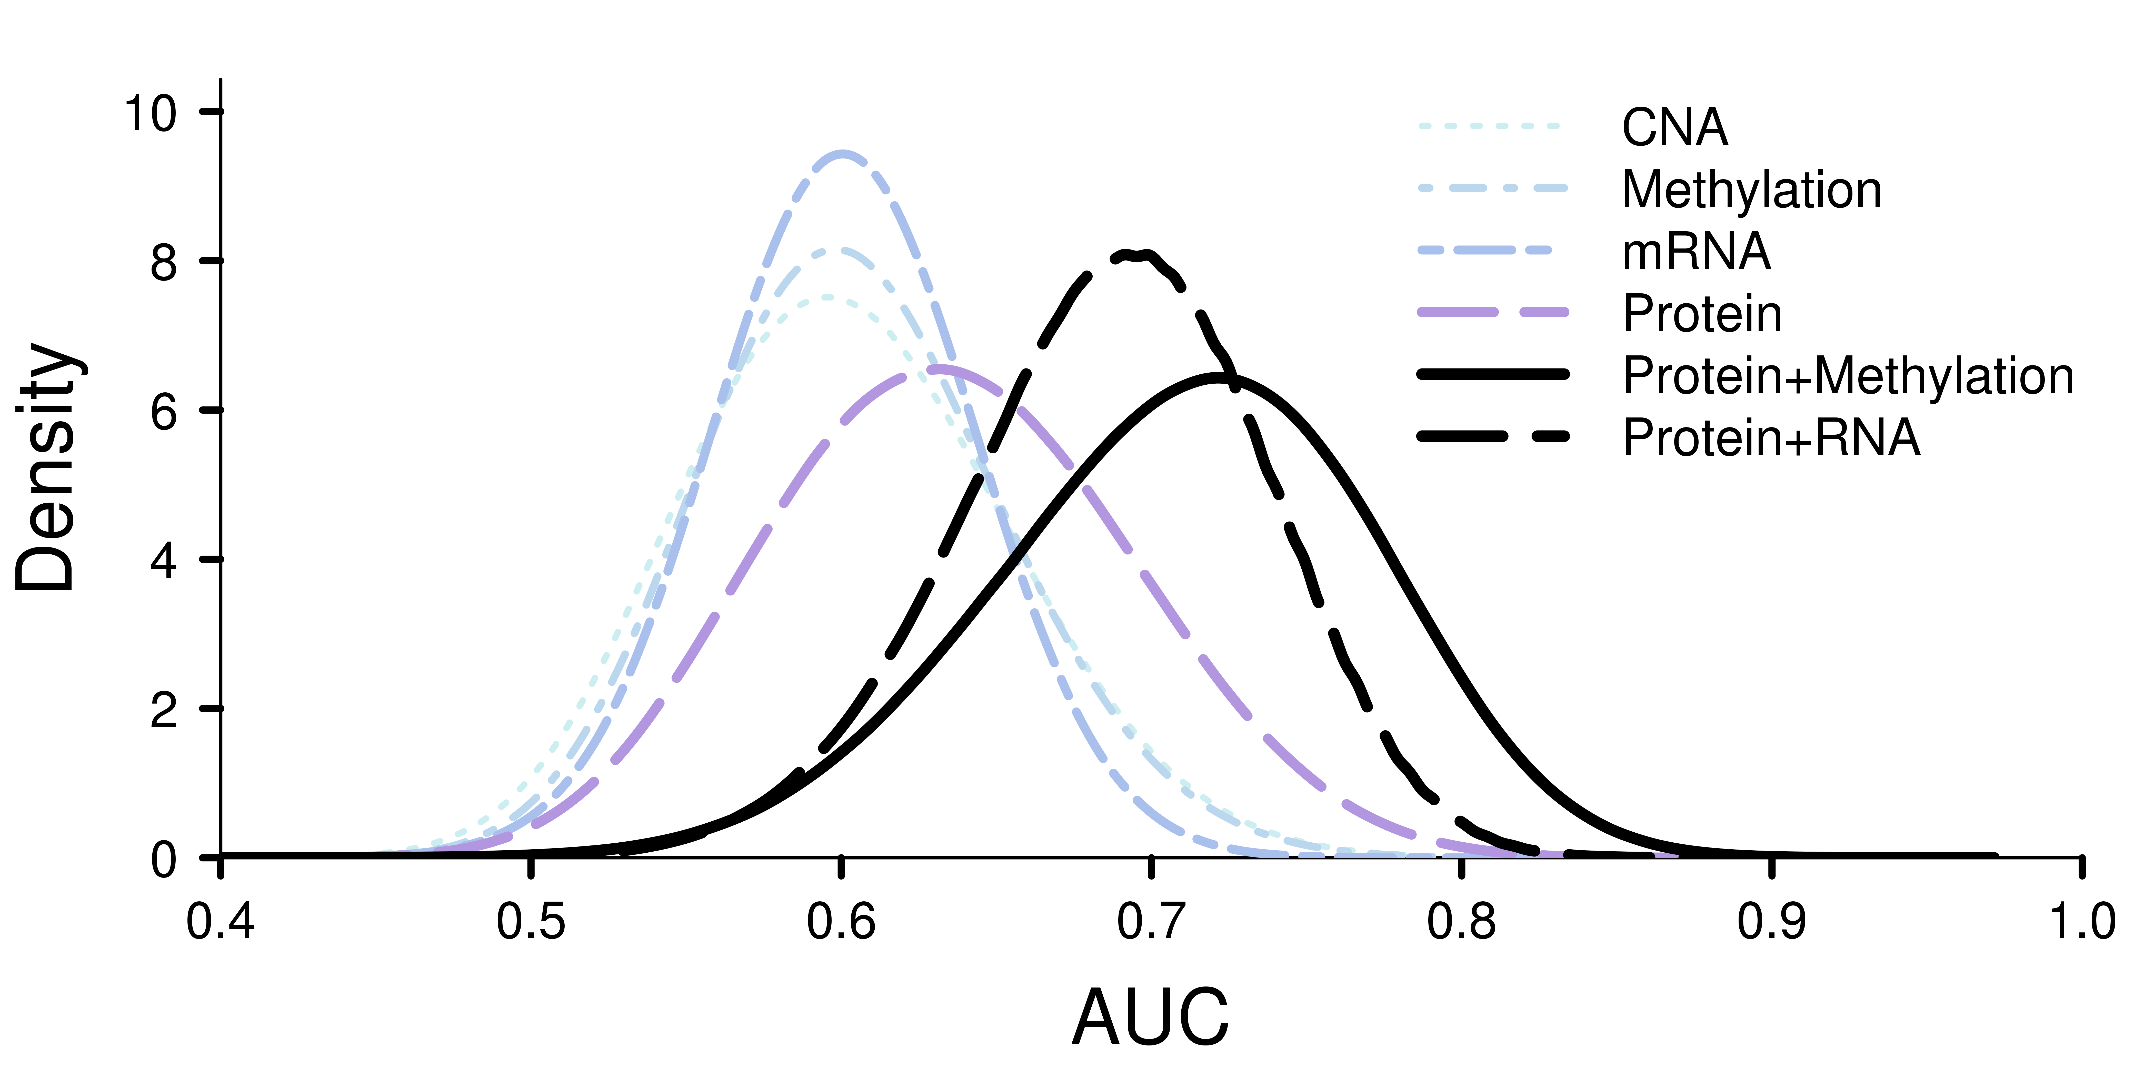 10
8
6
4
2
0
Density
CNA
Methylation
mRNA
Protein
Protein+Methylation
Protein+RNA
0.4 0.5 0.6 0.7 0.8 0.9 1.0
AUC